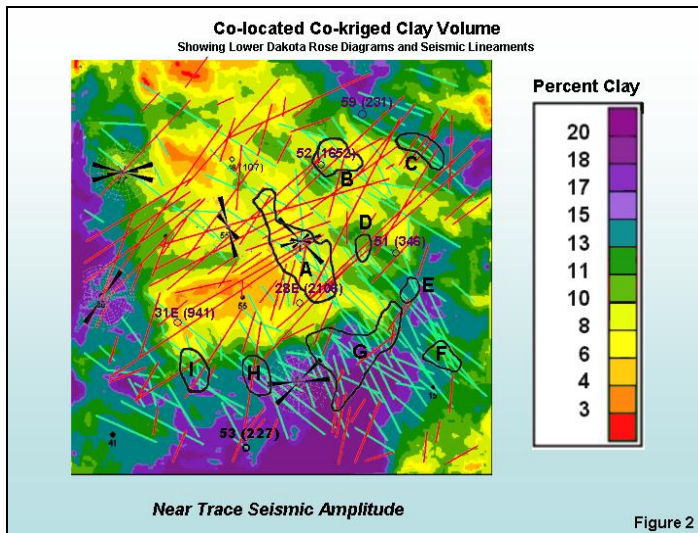 Co-located Co-kriged Clay Volume
Showing Lower Dakota Rose Diagrams and Seismic Lineaments
Percent Clay
59 (231)
20
18
17
15
13
11
10
8
6
4
3
(107)
52 (1652)
B
C
D
51 (346)
A
28E
31E (941)
55
E
G
F
I
H
15
41
53 (227)
Near Trace Seismic Amplitude
Figure 2